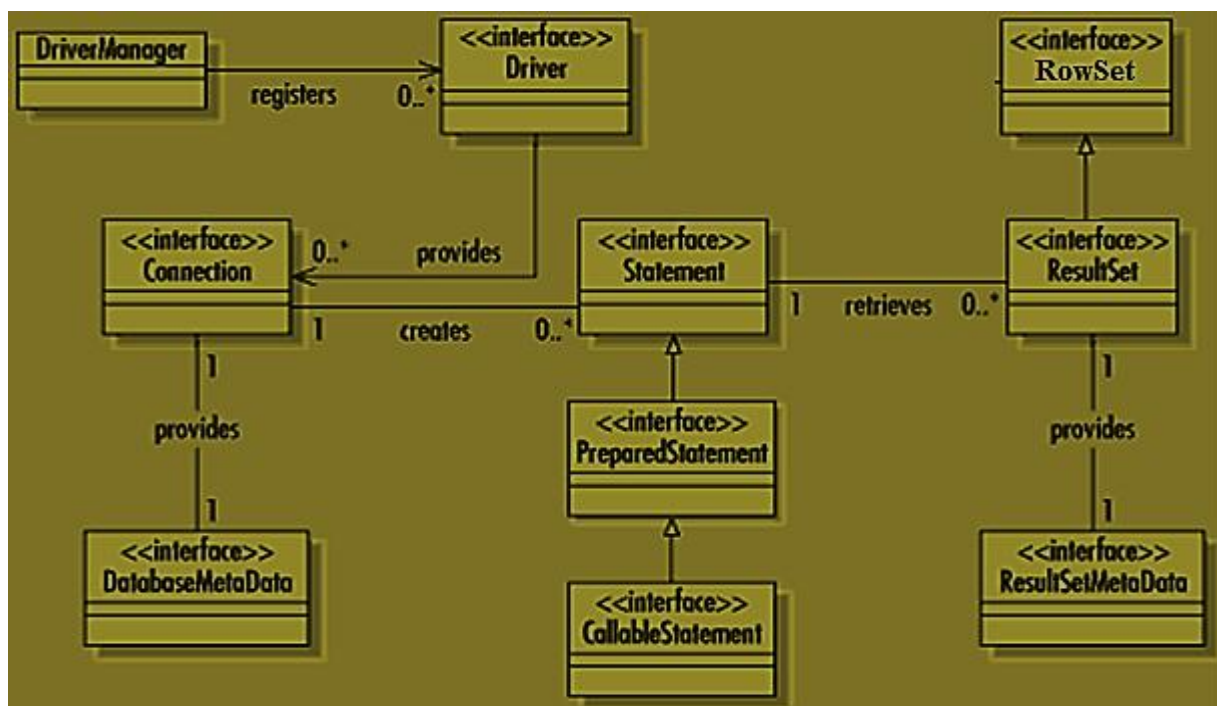 DriverManager
<<interface>>
Driver
<<interface>>
RowSet
registers
0..*
<<interface>>
Connection
0..*
provides
<<interface>>
Statement
<<interface>>
ResultSet
1
creates
0..*
1
retrieves
0..*
1
provides
1
<<interface>>
PreparedStatement
1
provides
1
<<interface>>
DatabaseMetaData
<<interface>>
CallableStatement
<<interface>>
ResultSetMetaData